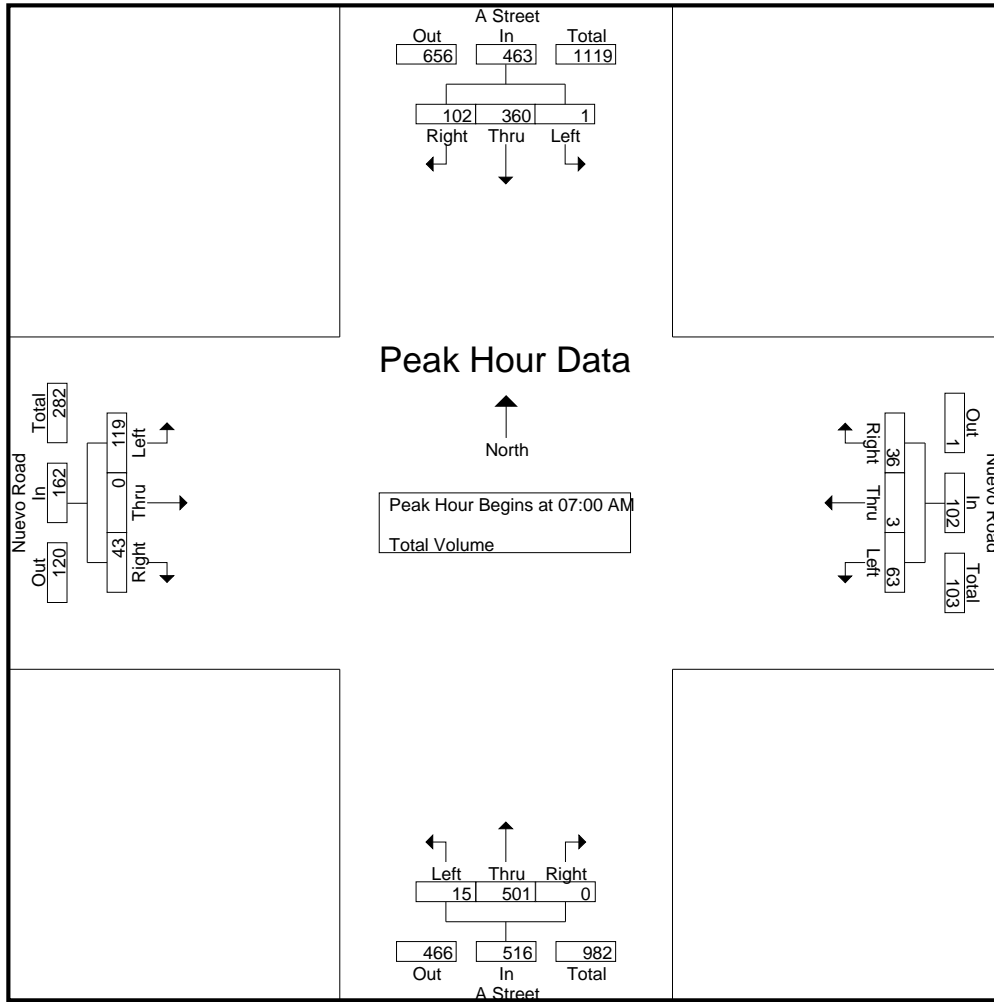 A Street
Out In Total
656 463 1119
102 360 1
Right Thru Left
Peak Hour Data
North
Peak Hour Begins at 07:00 AM
Total Volume
Nuevo Road
Out In Total
120 162 282
43 0 119
Right Thru Left
Nuevo Road
Out In Total
1 102 103
36 3 63
Right Thru Left
Left Thru Right
15 501 0
466 516 982
Out In Total
A Street